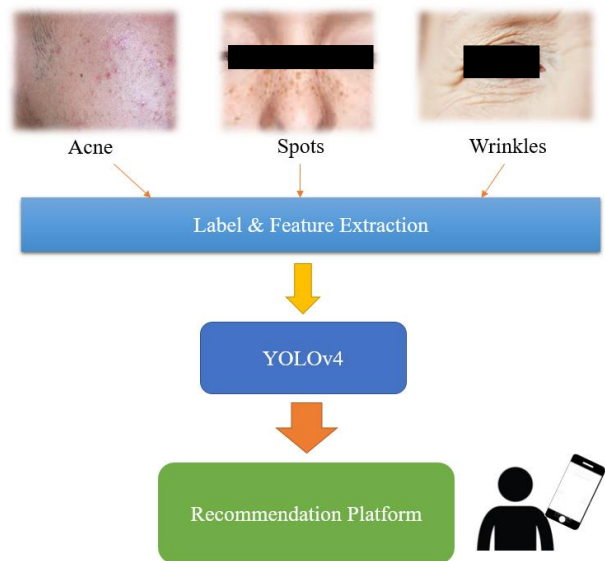 Acne
Spots
Wrinkles
Label & Feature Extraction
YOLOv4
Recommendation Platform